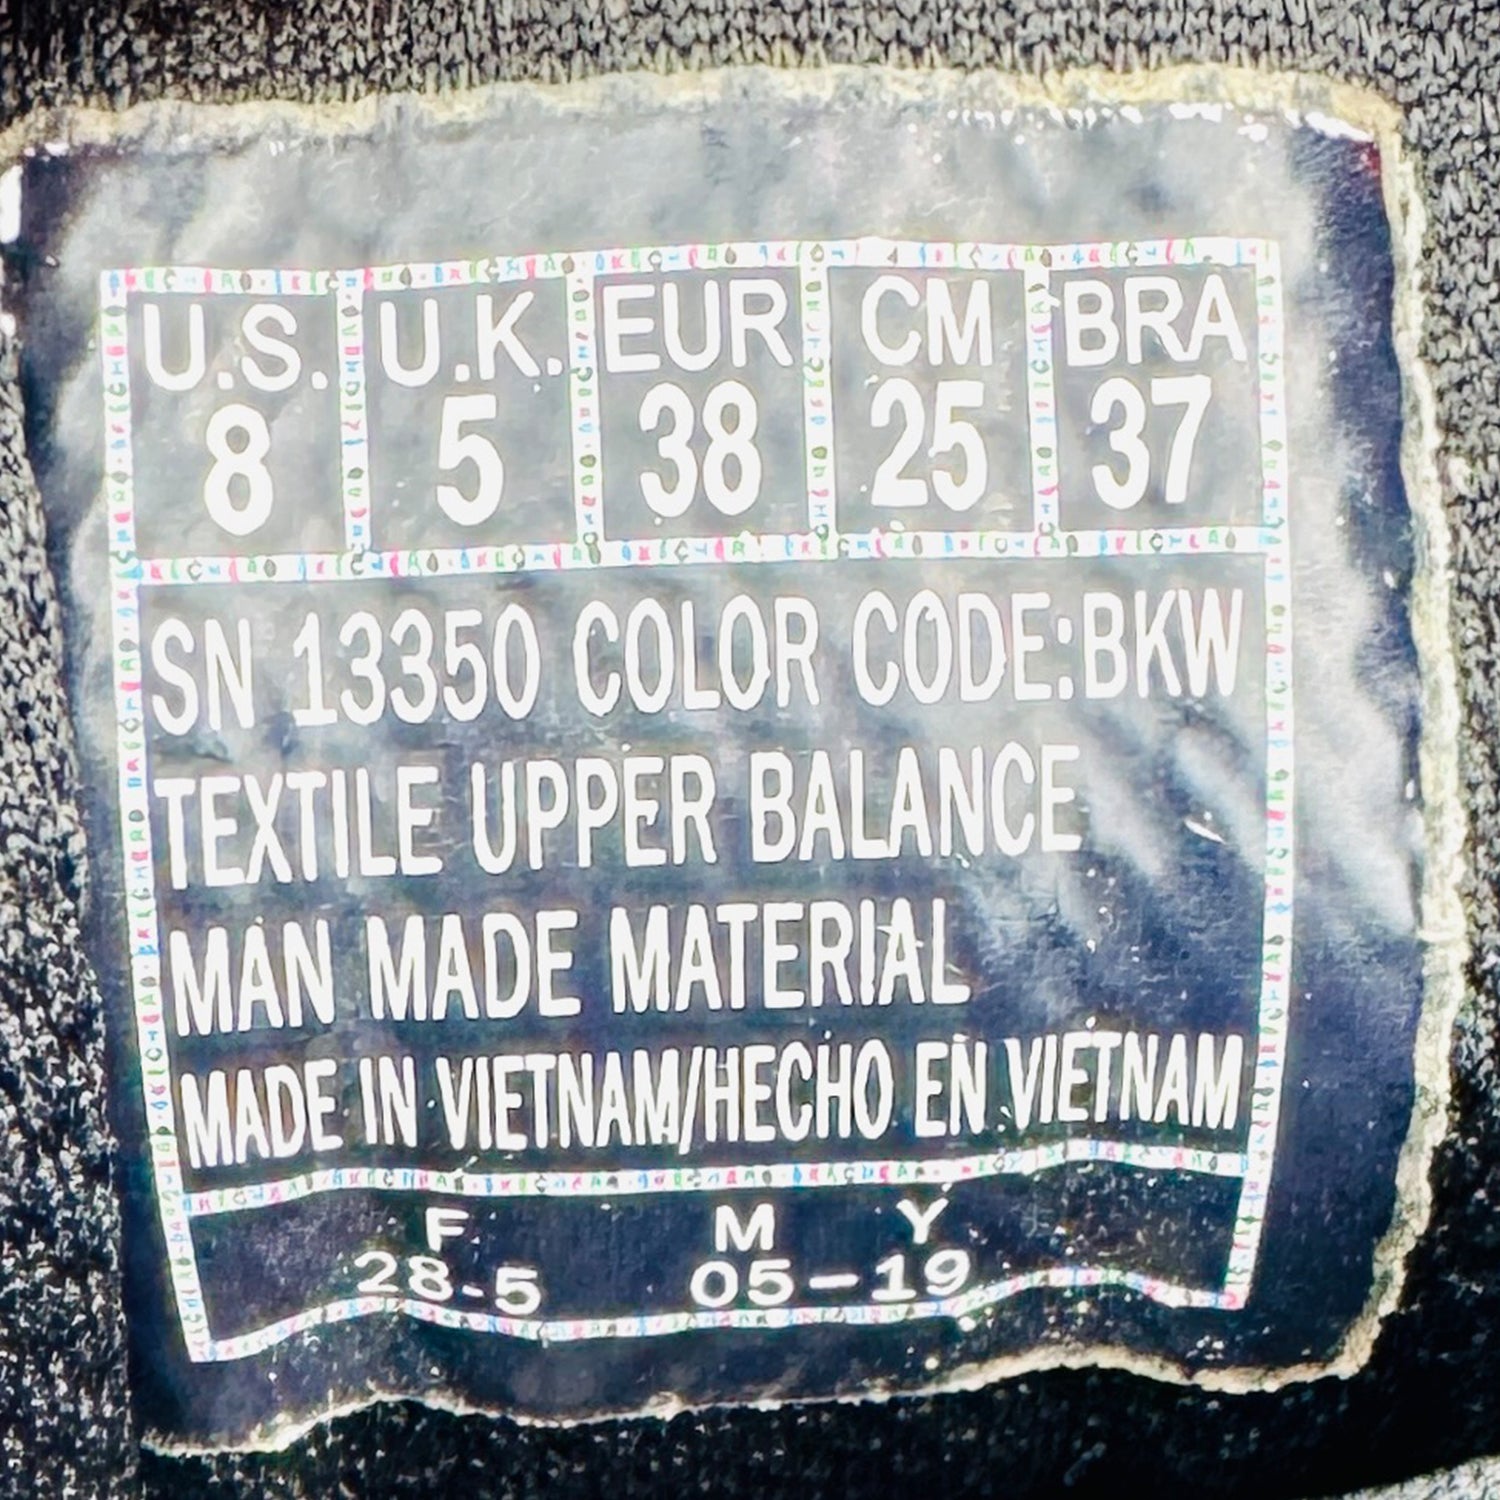 U.S. U.K. EUR CM BRA
8 5 38 25 37
SN 13350 COLOR CODE:BKW
TEXTILE UPPER BALANCE
MAN MADE MATERIAL
MADE IN VIETNAM/HECHO EN VIETNAM
F M Y
28-5 05-19